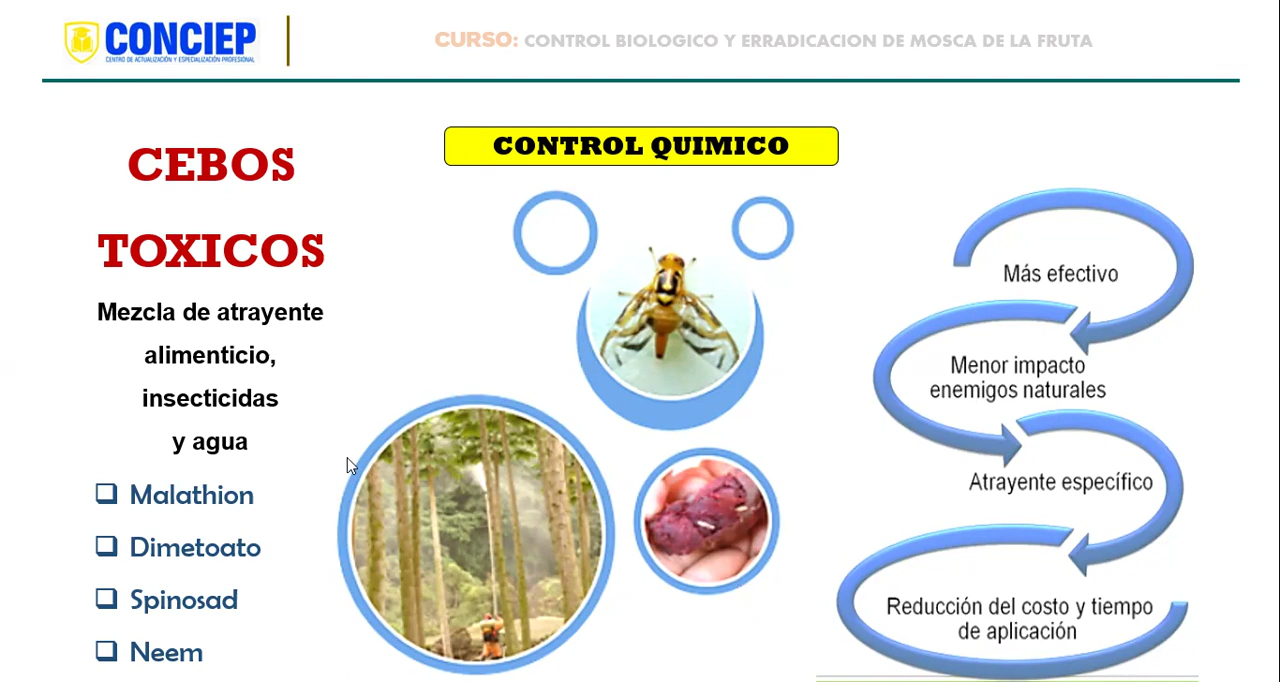 CONCIEP
CENTRO DE ACTUALIZACIÓN Y ESPECIALIZACIÓN PROFESIONAL
CURSO: CONTROL BIOLOGICO Y ERRADICACION DE MOSCA DE LA FRUTA
CONTROL QUIMICO
CEBOS
TOXICOS
Mezcla de atrayente
alimenticio,
insecticidas
y agua
Malathion
Dimetoato
Spinosad
Neem
Más efectivo
Menor impacto
enemigos naturales
Atrayente específico
Reducción del costo y tiempo
de aplicación